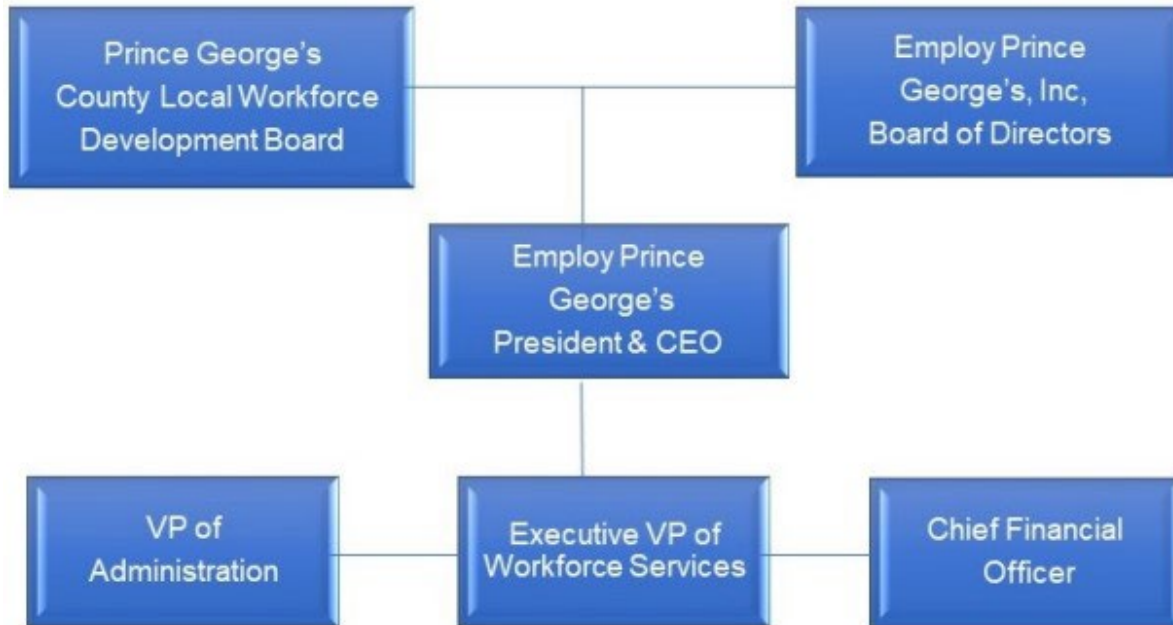 Prince George’s
County Local Workforce
Development Board
Employ Prince
George’s, Inc,
Board of Directors
Employ Prince
George’s
President & CEO
VP of
Administration
Executive VP of
Workforce Services
Chief Financial
Officer